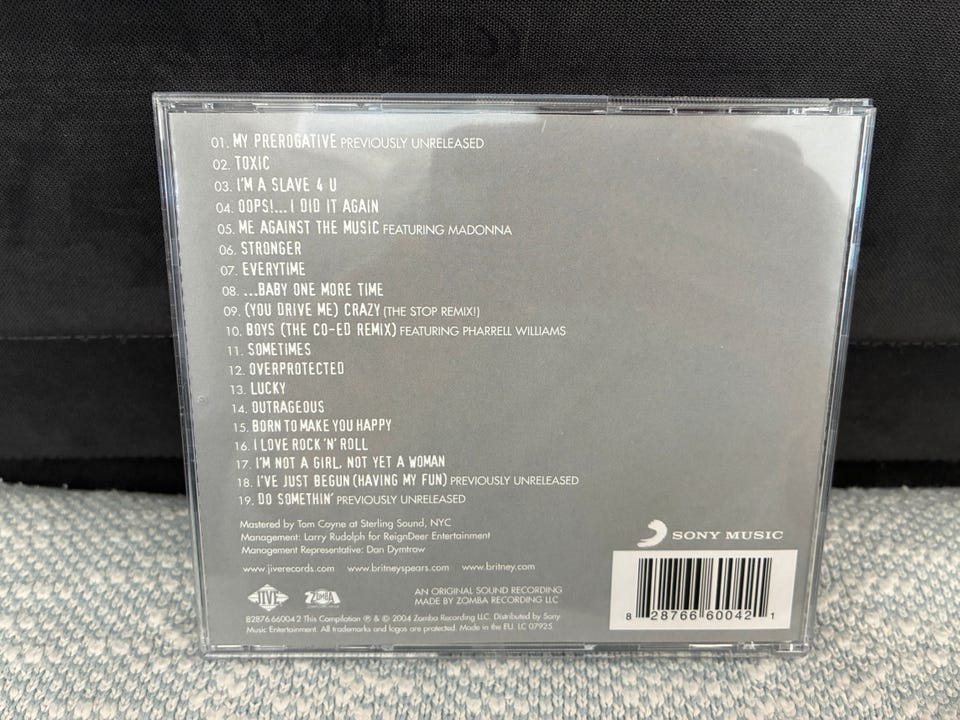 01. MY PREROGATIVE PREVIOUSLY UNRELEASED
02. TOXIC
03. I'M A SLAVE 4 U
04. OOPS!... I DID IT AGAIN
05. ME AGAINST THE MUSIC FEATURING MADONNA
06. STRONGER
07. EVERYTIME
08. ...BABY ONE MORE TIME
09. (YOU DRIVE ME) CRAZY (THE STOP REMIX!)
10. BOYS (THE CO-ED REMIX) FEATURING PHARRELL WILLIAMS
11. SOMETIMES
12. OVERPROTECTED
13. LUCKY
14. OUTRAGEOUS
15. BORN TO MAKE YOU HAPPY
16. I LOVE ROCK 'N' ROLL
17. I'M NOT A GIRL, NOT YET A WOMAN
18. I'VE JUST BEGUN (HAVING MY FUN) PREVIOUSLY UNRELEASED
19. DO SOMETHIN' PREVIOUSLY UNRELEASED
Mastered by Tom Coyne at Sterling Sound, NYC
Management: Larry Rudolph for ReignDeer Entertainment
Management Representative: Dan Dymtrow
www.jiverecords.com www.britneyspears.com www.britney.com
SONY MUSIC
JIVE ZOMBA
AN ORIGINAL SOUND RECORDING
MADE BY ZOMBA RECORDING LLC
82876 66004 2 This Compilation ℗ & © 2004 Zomba Recording LLC. Distributed by Sony
Music Entertainment. All trademarks and logos are protected. Made in the EU. LC 07925
8 28766 60042 1